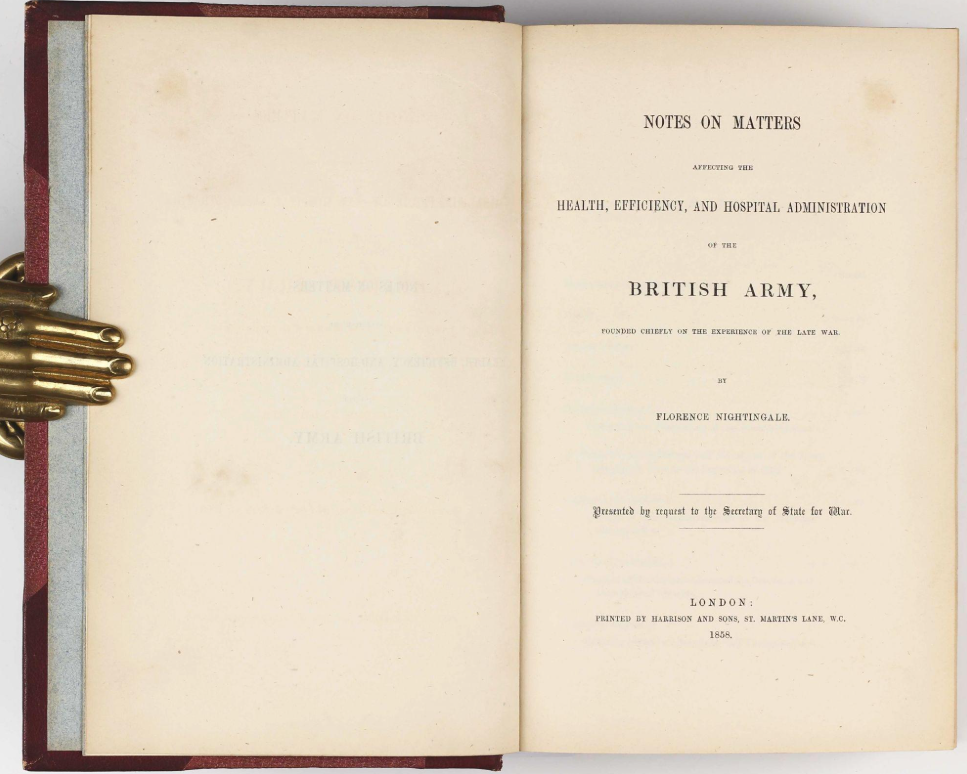 NOTES ON MATTERS
AFFECTING THE
HEALTH, EFFICIENCY, AND HOSPITAL ADMINISTRATION
OF THE
BRITISH ARMY,
FOUNDED CHIEFLY ON THE EXPERIENCE OF THE LATE WAR.
BY
FLORENCE NIGHTINGALE.
Presented by request to the Secretary of State for War.
LONDON:
PRINTED BY HARRISON AND SONS, ST. MARTIN'S LANE, W.C.
1858.